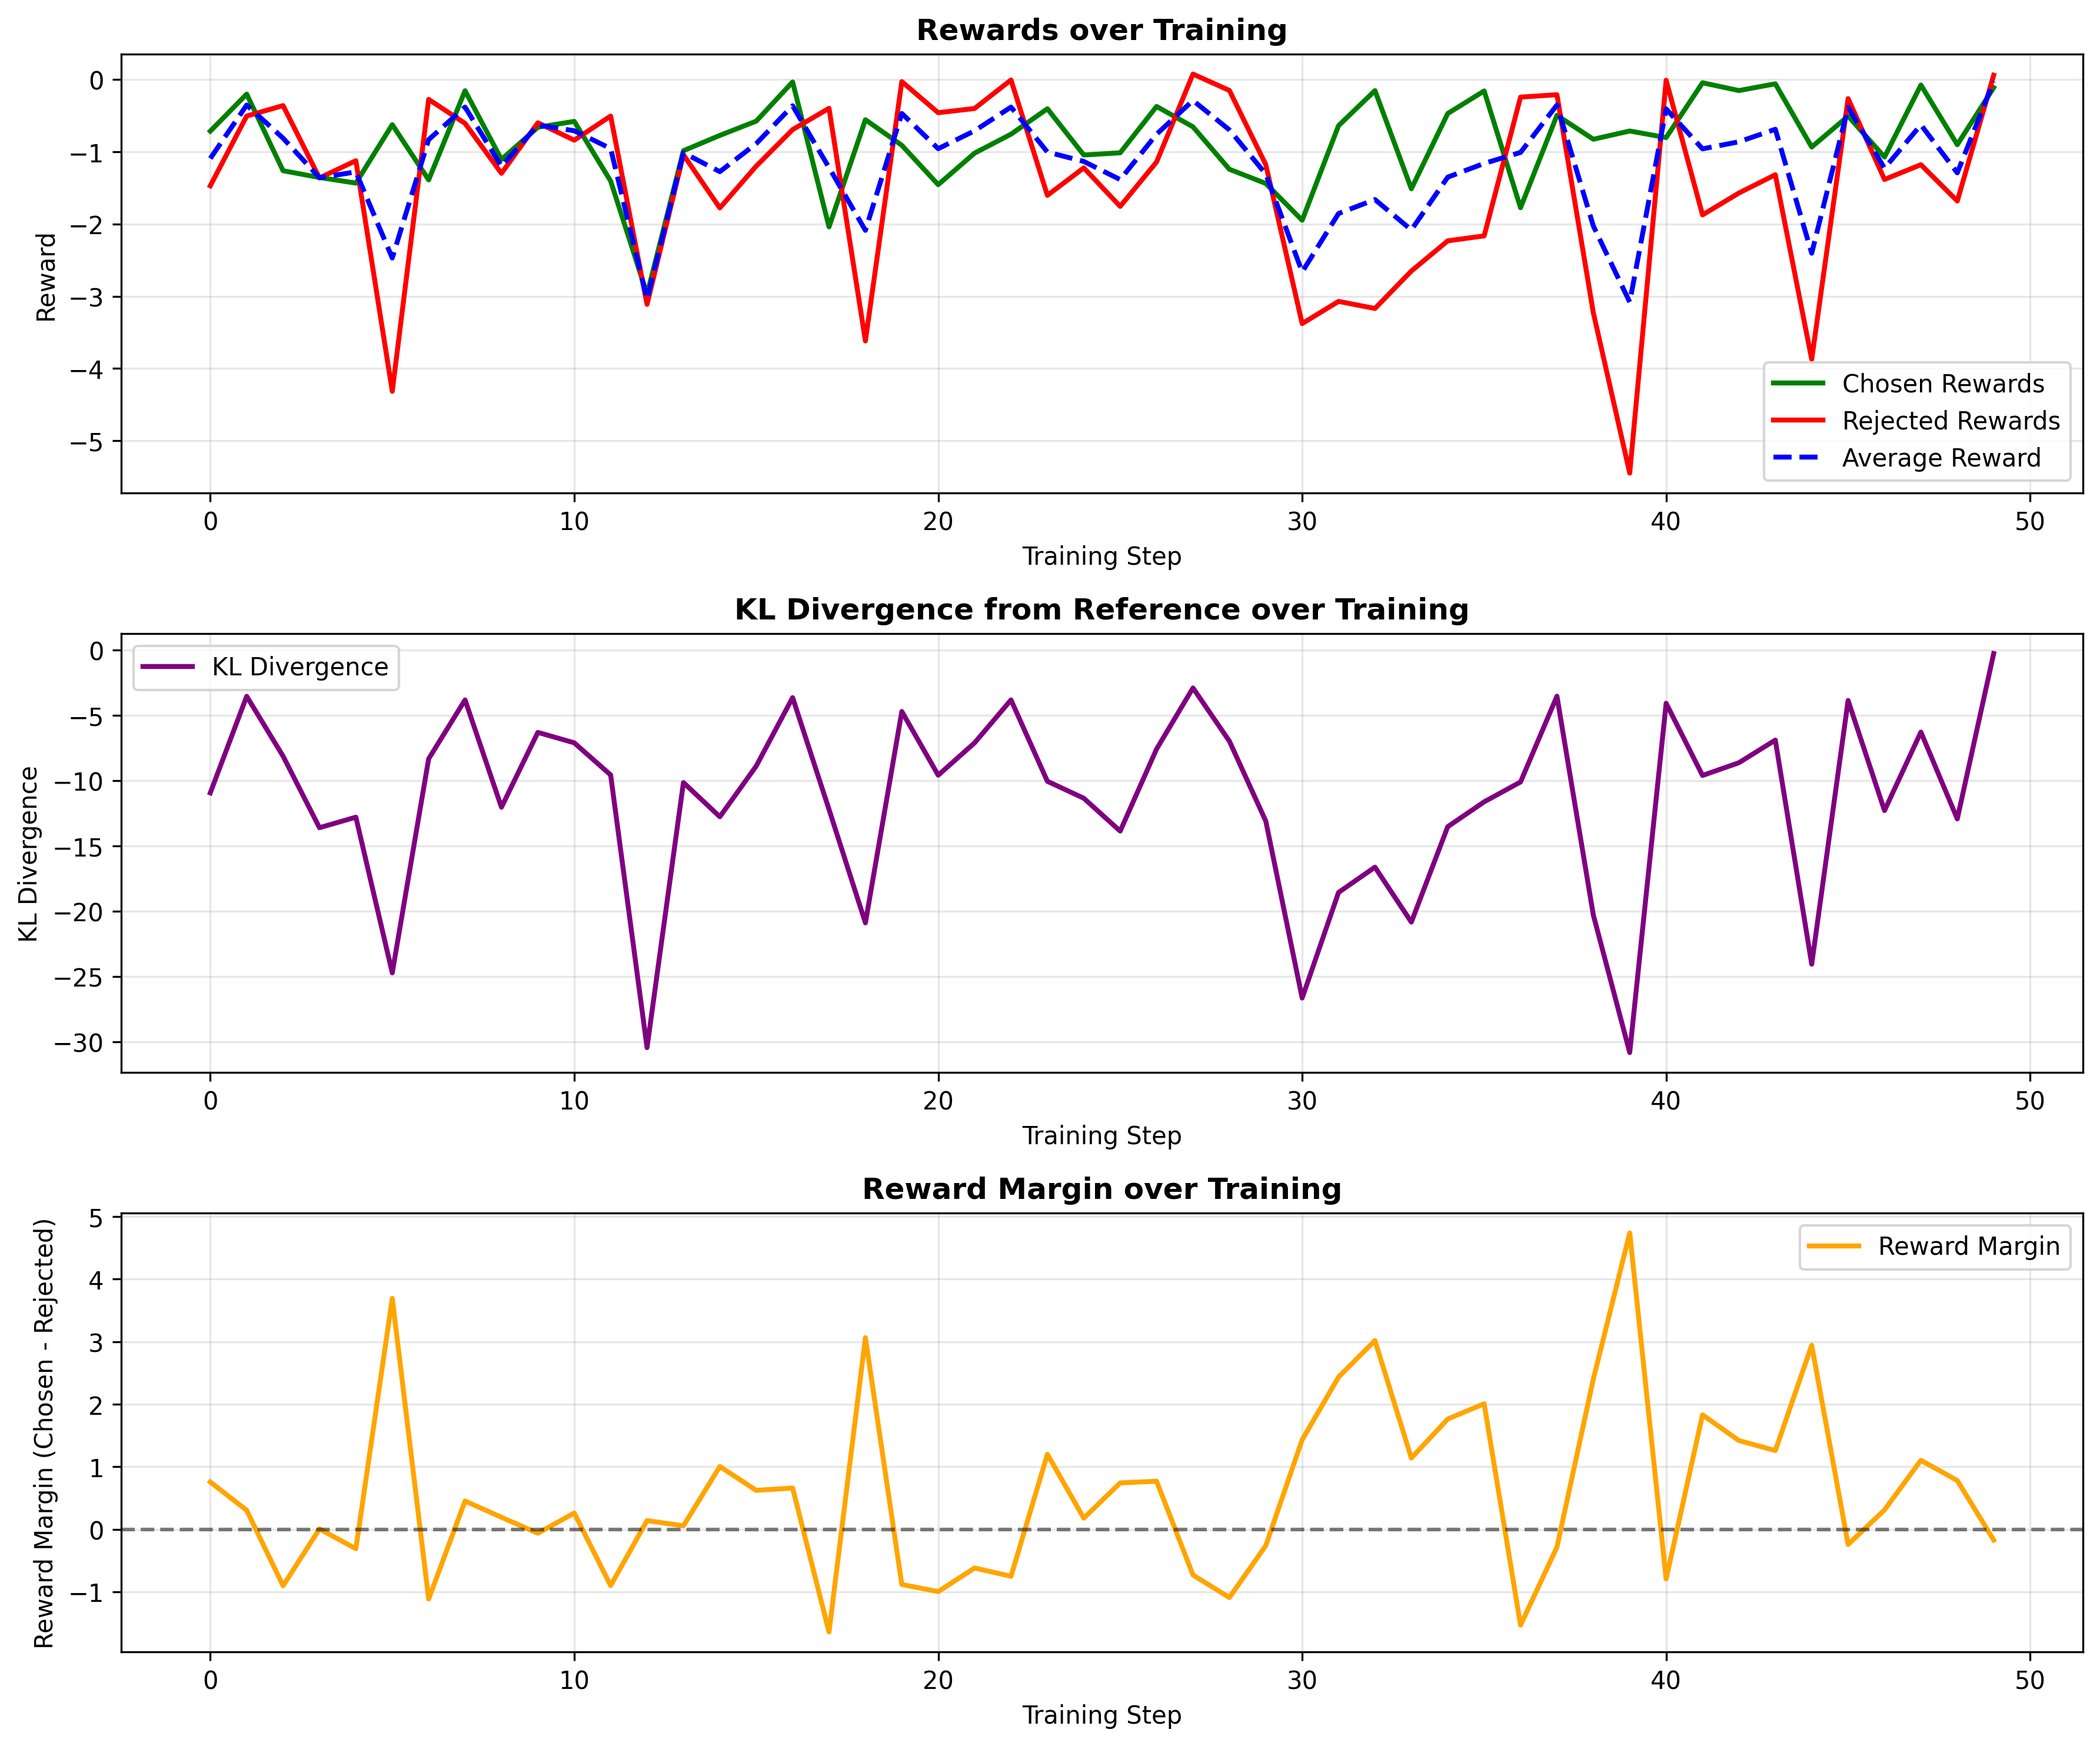 Rewards over Training
Reward
0
−1
−2
−3
−4
−5
Chosen Rewards
Rejected Rewards
Average Reward
0 10 20 30 40 50
Training Step
KL Divergence from Reference over Training
KL Divergence
0
−5
−10
−15
−20
−25
−30
KL Divergence
0 10 20 30 40 50
Training Step
Reward Margin over Training
Reward Margin (Chosen - Rejected)
5
4
3
2
1
0
−1
Reward Margin
0 10 20 30 40 50
Training Step